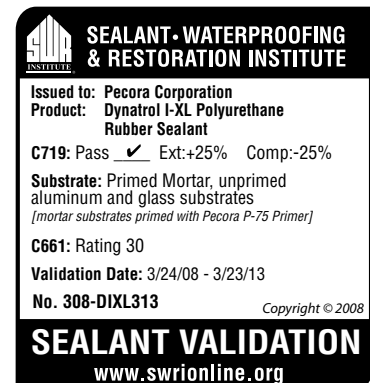 SWR
INSTITUTE®
SEALANT • WATERPROOFING
& RESTORATION INSTITUTE
Issued to: Pecora Corporation
Product: Dynatrol I-XL Polyurethane
Rubber Sealant
C719: Pass ✔ Ext:+25% Comp:-25%
Substrate: Primed Mortar, unprimed
aluminum and glass substrates
[mortar substrates primed with Pecora P-75 Primer]
C661: Rating 30
Validation Date: 3/24/08 - 3/23/13
No. 308-DIXL313
Copyright © 2008
SEALANT VALIDATION
www.swrionline.org